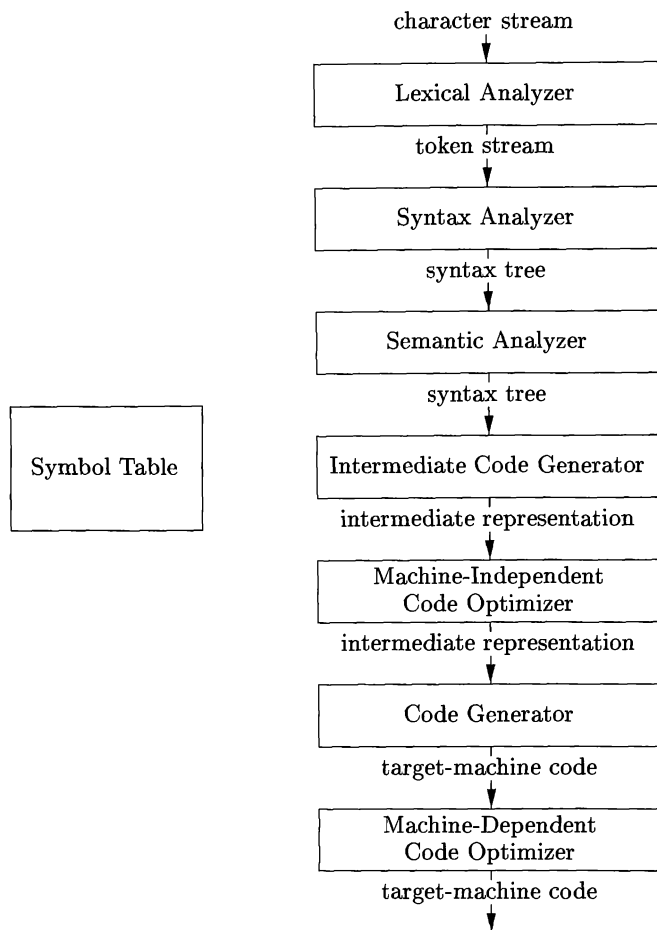 character stream
Lexical Analyzer
token stream
Syntax Analyzer
syntax tree
Semantic Analyzer
syntax tree
Symbol Table
Intermediate Code Generator
intermediate representation
Machine-Independent
Code Optimizer
intermediate representation
Code Generator
target-machine code
Machine-Dependent
Code Optimizer
target-machine code